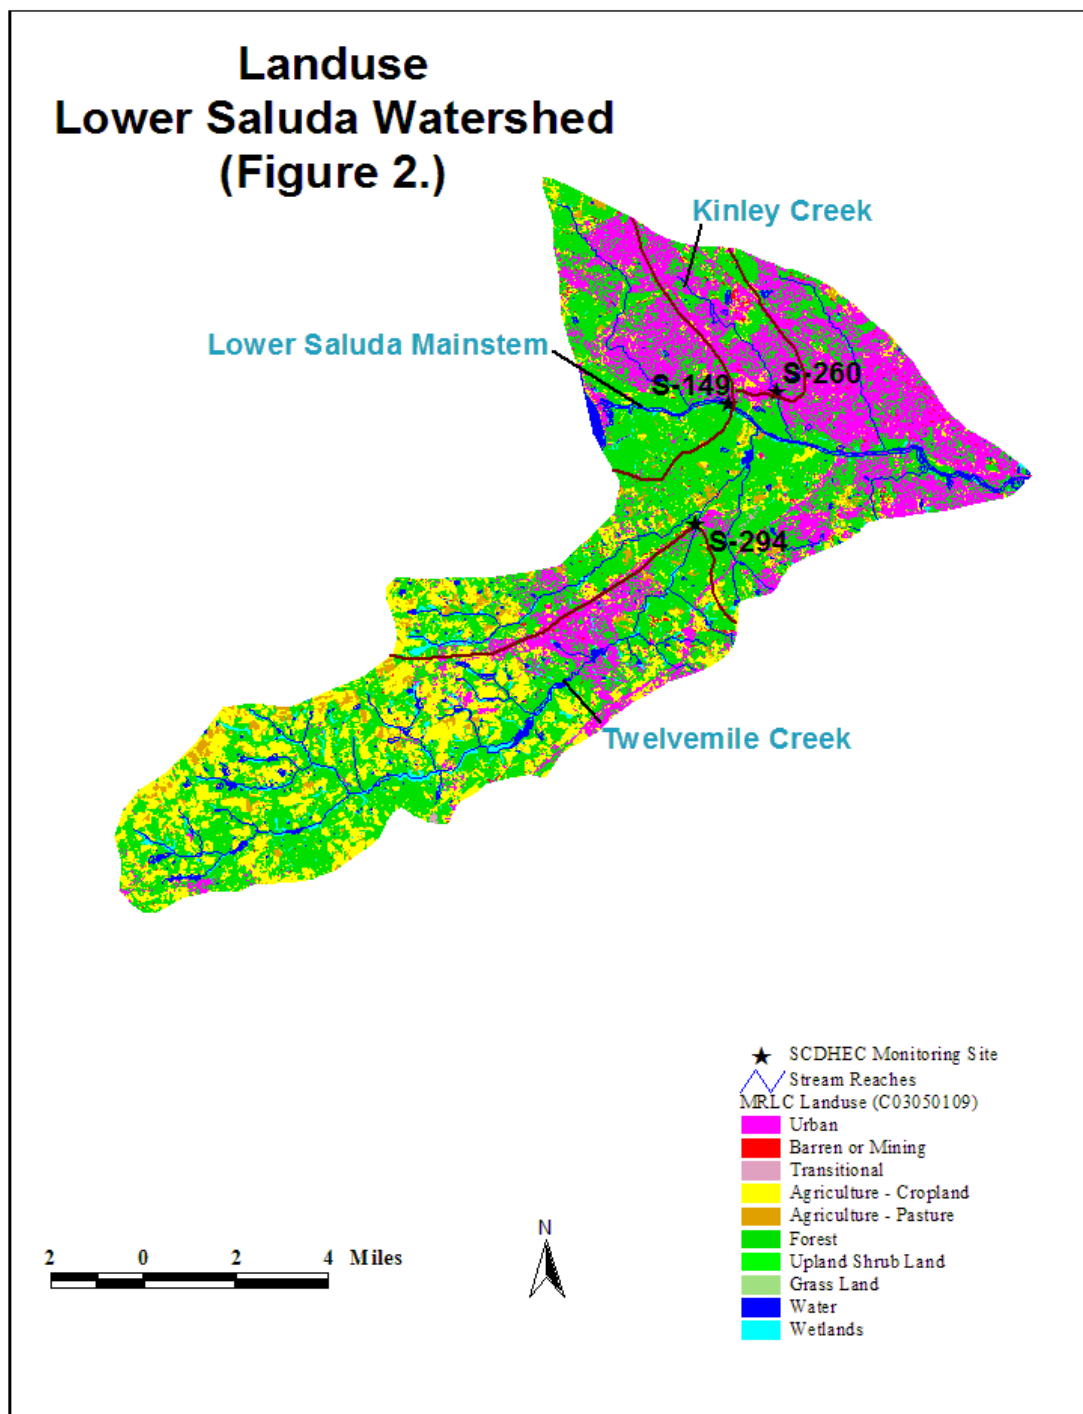 Landuse
Lower Saluda Watershed
(Figure 2.)
Kinley Creek
Lower Saluda Mainstem
S-149
S-260
S-294
Twelvemile Creek
SCDHEC Monitoring Site
Stream Reaches
MRLC Landuse (C03050109)
Urban
Barren or Mining
Transitional
Agriculture - Cropland
Agriculture - Pasture
Forest
Upland Shrub Land
Grass Land
Water
Wetlands
N
2 0 2 4 Miles